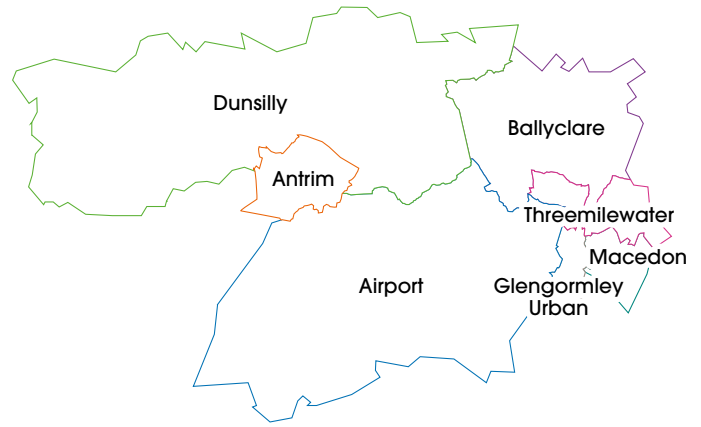 Dunsilly
Ballyclare
Antrim
Threemilewater
Macedon
Airport
Glengormley
Urban